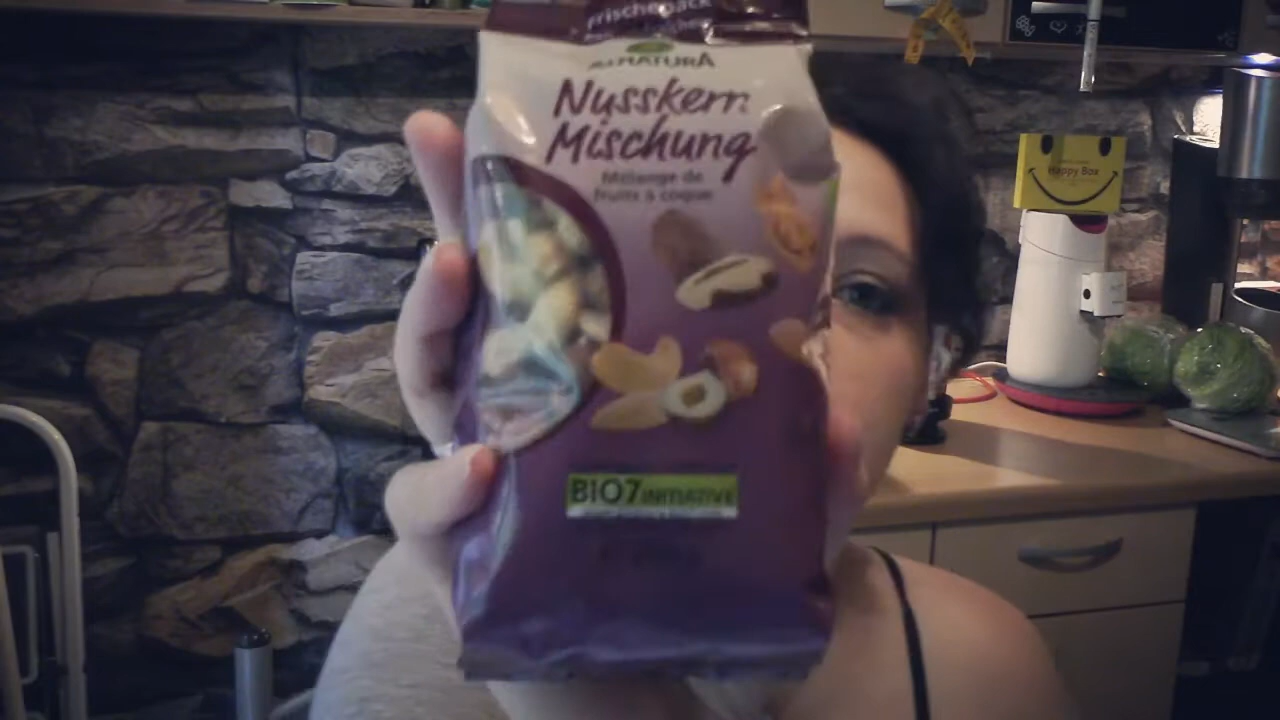 Frischepack
ALNATURA
Nusskern
Mischung
Mélange de
fruits à coque
BIO7 INITIATIVE
Happy Box